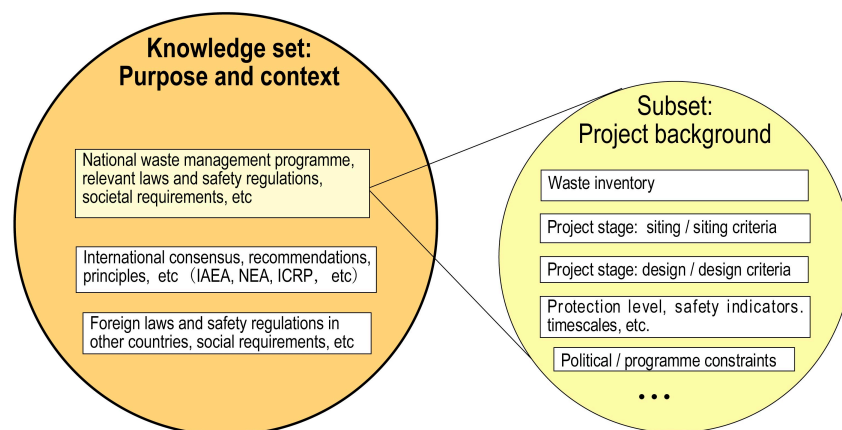 Knowledge set:
Purpose and context
National waste management programme,
relevant laws and safety regulations,
societal requirements, etc
International consensus, recommendations,
principles, etc（IAEA, NEA, ICRP, etc）
Foreign laws and safety regulations in
other countries, social requirements, etc
Subset:
Project background
Waste inventory
Project stage: siting / siting criteria
Project stage: design / design criteria
Protection level, safety indicators.
timescales, etc.
Political / programme constraints
• • •